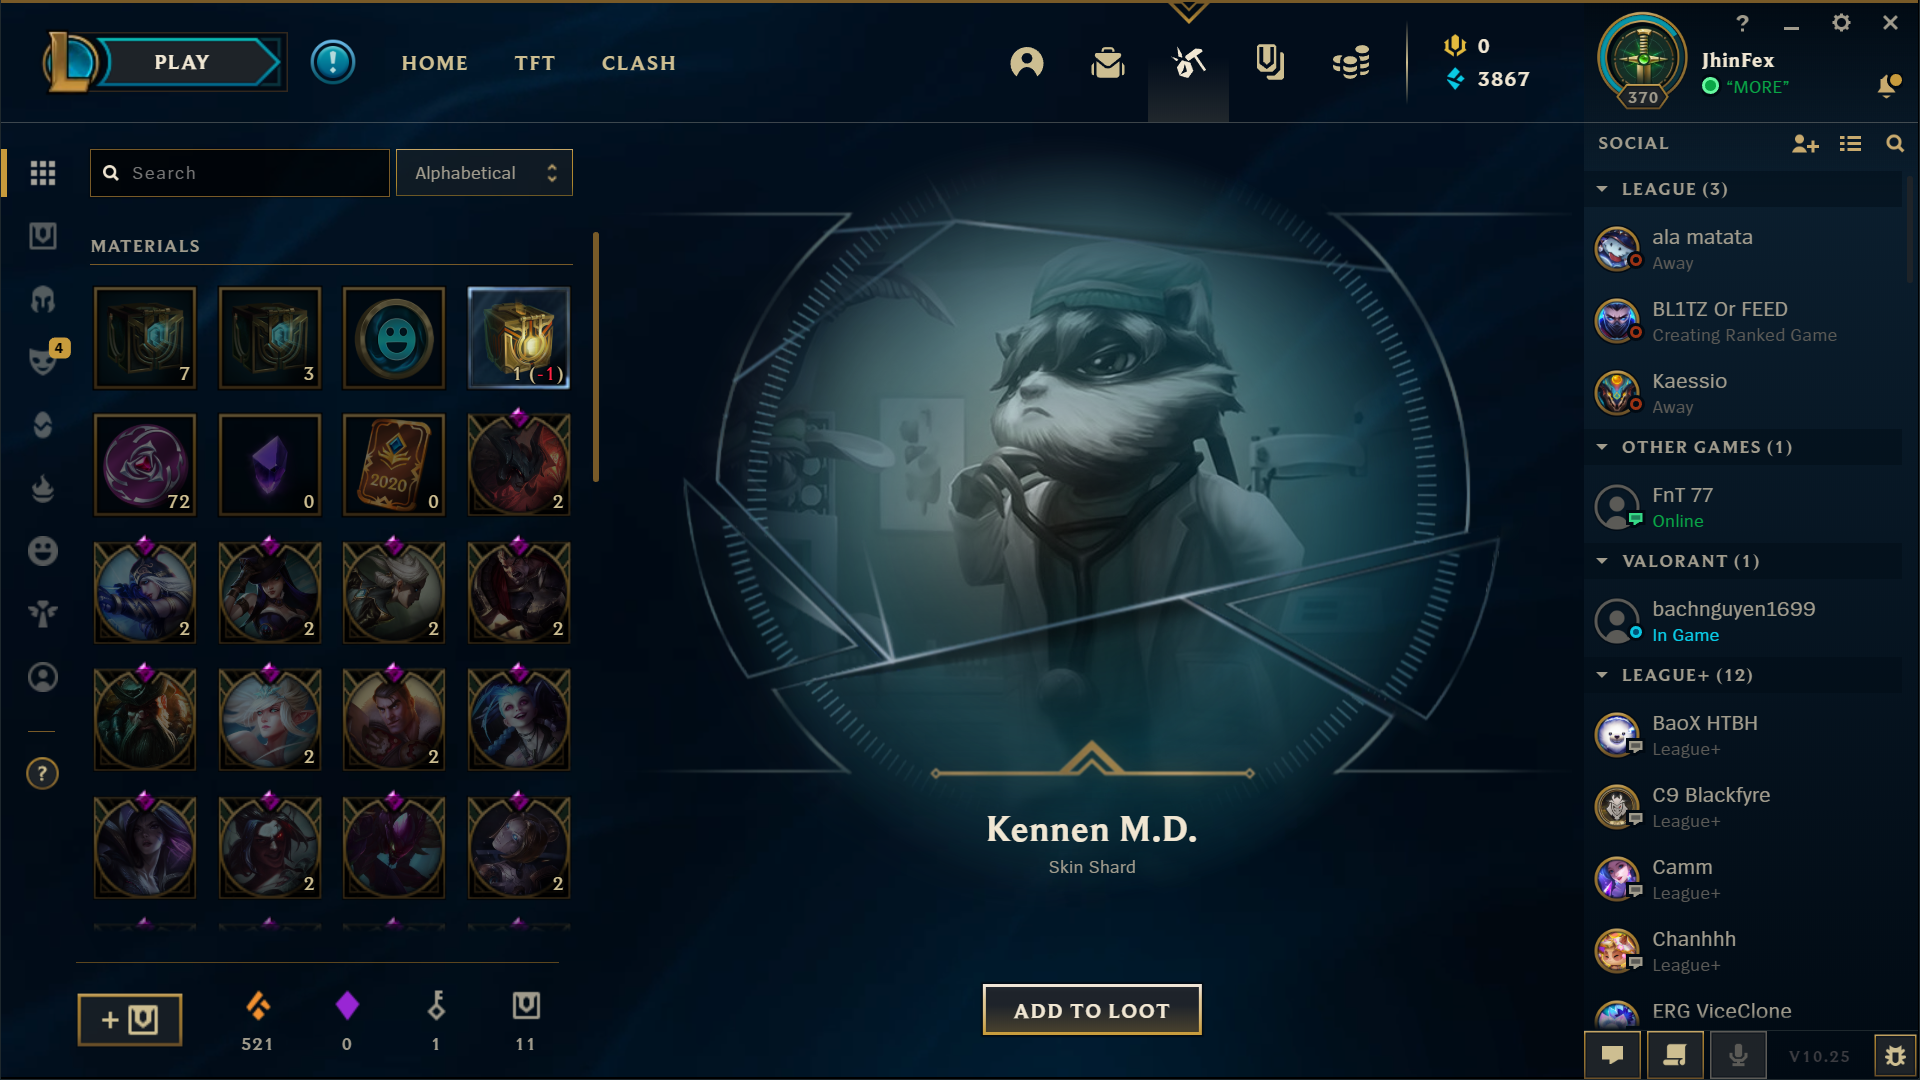 PLAY
HOME
TFT
CLASH
0
3867
370
JhinFex
“MORE”
Search
Alphabetical
MATERIALS
7
3
1 (-1)
72
0
2020
0
2
2
2
2
2
2
2
2
2
4
?
521
0
1
11
Kennen M.D.
Skin Shard
ADD TO LOOT
SOCIAL
LEAGUE (3)
ala matata
Away
BL1TZ Or FEED
Creating Ranked Game
Kaessio
Away
OTHER GAMES (1)
FnT 77
Online
VALORANT (1)
bachnguyen1699
In Game
LEAGUE+ (12)
BaoX HTBH
League+
C9 Blackfyre
League+
Camm
League+
Chanhhh
League+
ERG ViceClone
V10.25